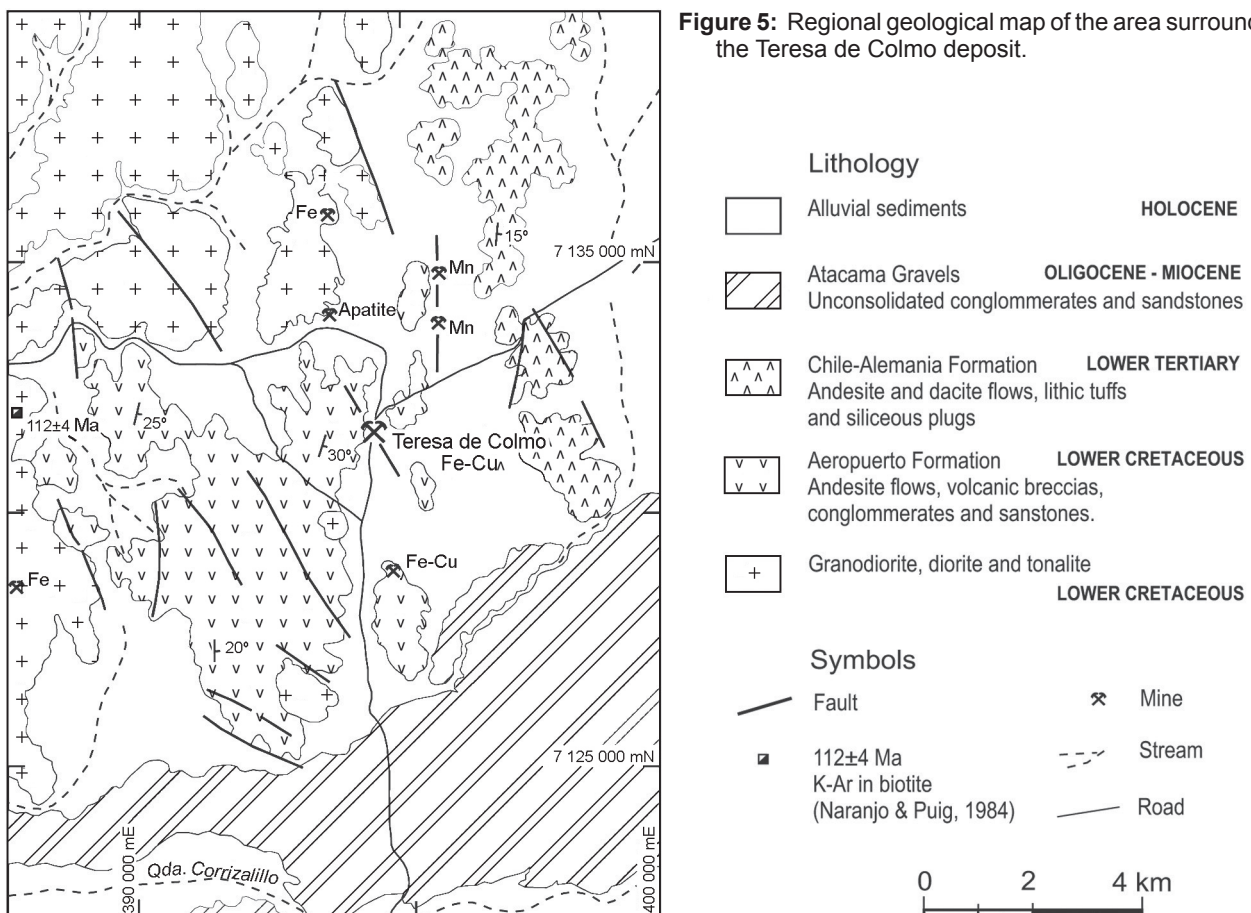 Figure 5: Regional geological map of the area surround
the Teresa de Colmo deposit.
Fe
15°
7 135 000 mN
Mn
Apatite
Mn
112±4 Ma
25°
30°
Teresa de Colmo
Fe-Cu
Fe-Cu
Fe
20°
7 125 000 mN
390 000 mE
Qda. Corrizalillo
400 000 mE
Lithology
Alluvial sediments HOLOCENE
Atacama Gravels OLIGOCENE - MIOCENE
Unconsolidated conglommerates and sandstones
Chile-Alemania Formation LOWER TERTIARY
Andesite and dacite flows, lithic tuffs
and siliceous plugs
Aeropuerto Formation LOWER CRETACEOUS
Andesite flows, volcanic breccias,
conglommerates and sanstones.
Granodiorite, diorite and tonalite
LOWER CRETACEOUS
Symbols
Fault
Mine
112±4 Ma
K-Ar in biotite
(Naranjo & Puig, 1984)
Stream
Road
0 2 4 km